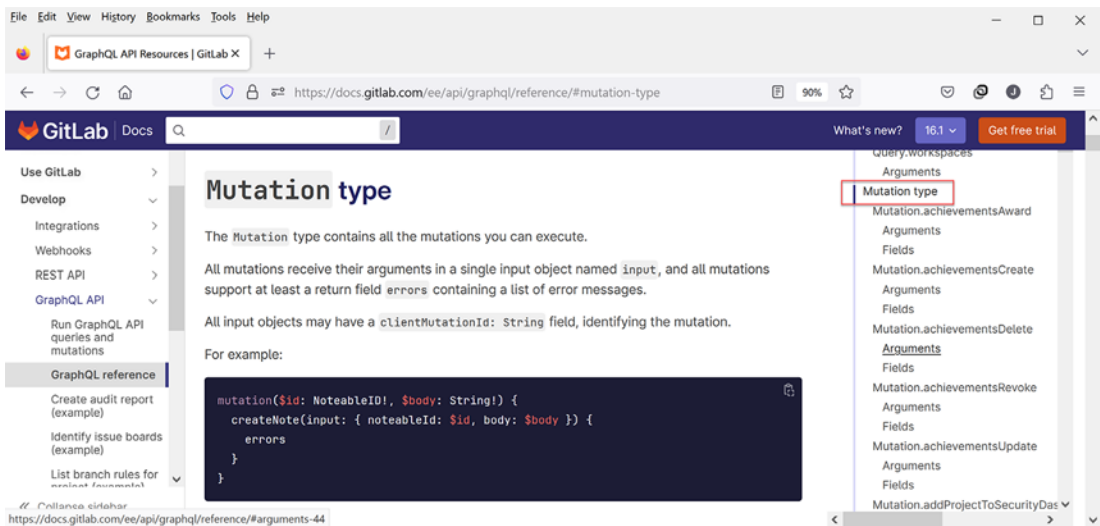 File Edit View History Bookmarks Tools Help
GraphQL API Resources | GitLab
https://docs.gitlab.com/ee/api/graphql/reference/#mutation-type
90%
GitLab Docs
/
What's new?
16.1
Get free trial
Use GitLab
Develop
Integrations
Webhooks
REST API
GraphQL API
Run GraphQL API
queries and
mutations
GraphQL reference
Create audit report
(example)
Identify issue boards
(example)
List branch rules for
project (example)
Collapse sidebar
https://docs.gitlab.com/ee/api/graphql/reference/#arguments-44
Mutation type
The Mutation type contains all the mutations you can execute.
All mutations receive their arguments in a single input object named input, and all mutations
support at least a return field errors containing a list of error messages.
All input objects may have a clientMutationId: String field, identifying the mutation.
For example:
mutation($id: NoteableID!, $body: String!) {
createNote(input: { noteableId: $id, body: $body }) {
errors
}
}
Query.workspaces
Arguments
Mutation type
Mutation.achievementsAward
Arguments
Fields
Mutation.achievementsCreate
Arguments
Fields
Mutation.achievementsDelete
Arguments
Fields
Mutation.achievementsRevoke
Arguments
Fields
Mutation.achievementsUpdate
Arguments
Fields
Mutation.addProjectToSecurityDas